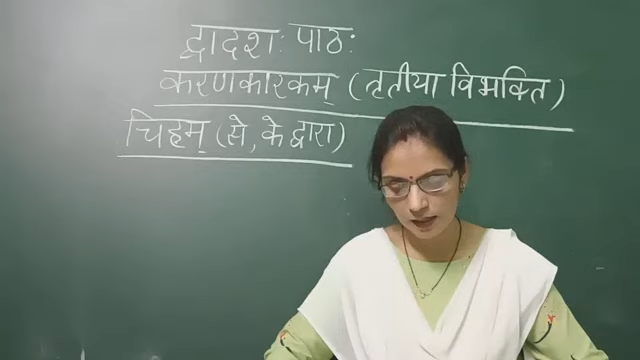 द्वादशः पाठः
करणकारकम् (तृतीया विभक्ति)
चिह्नम् (से, के द्वारा)